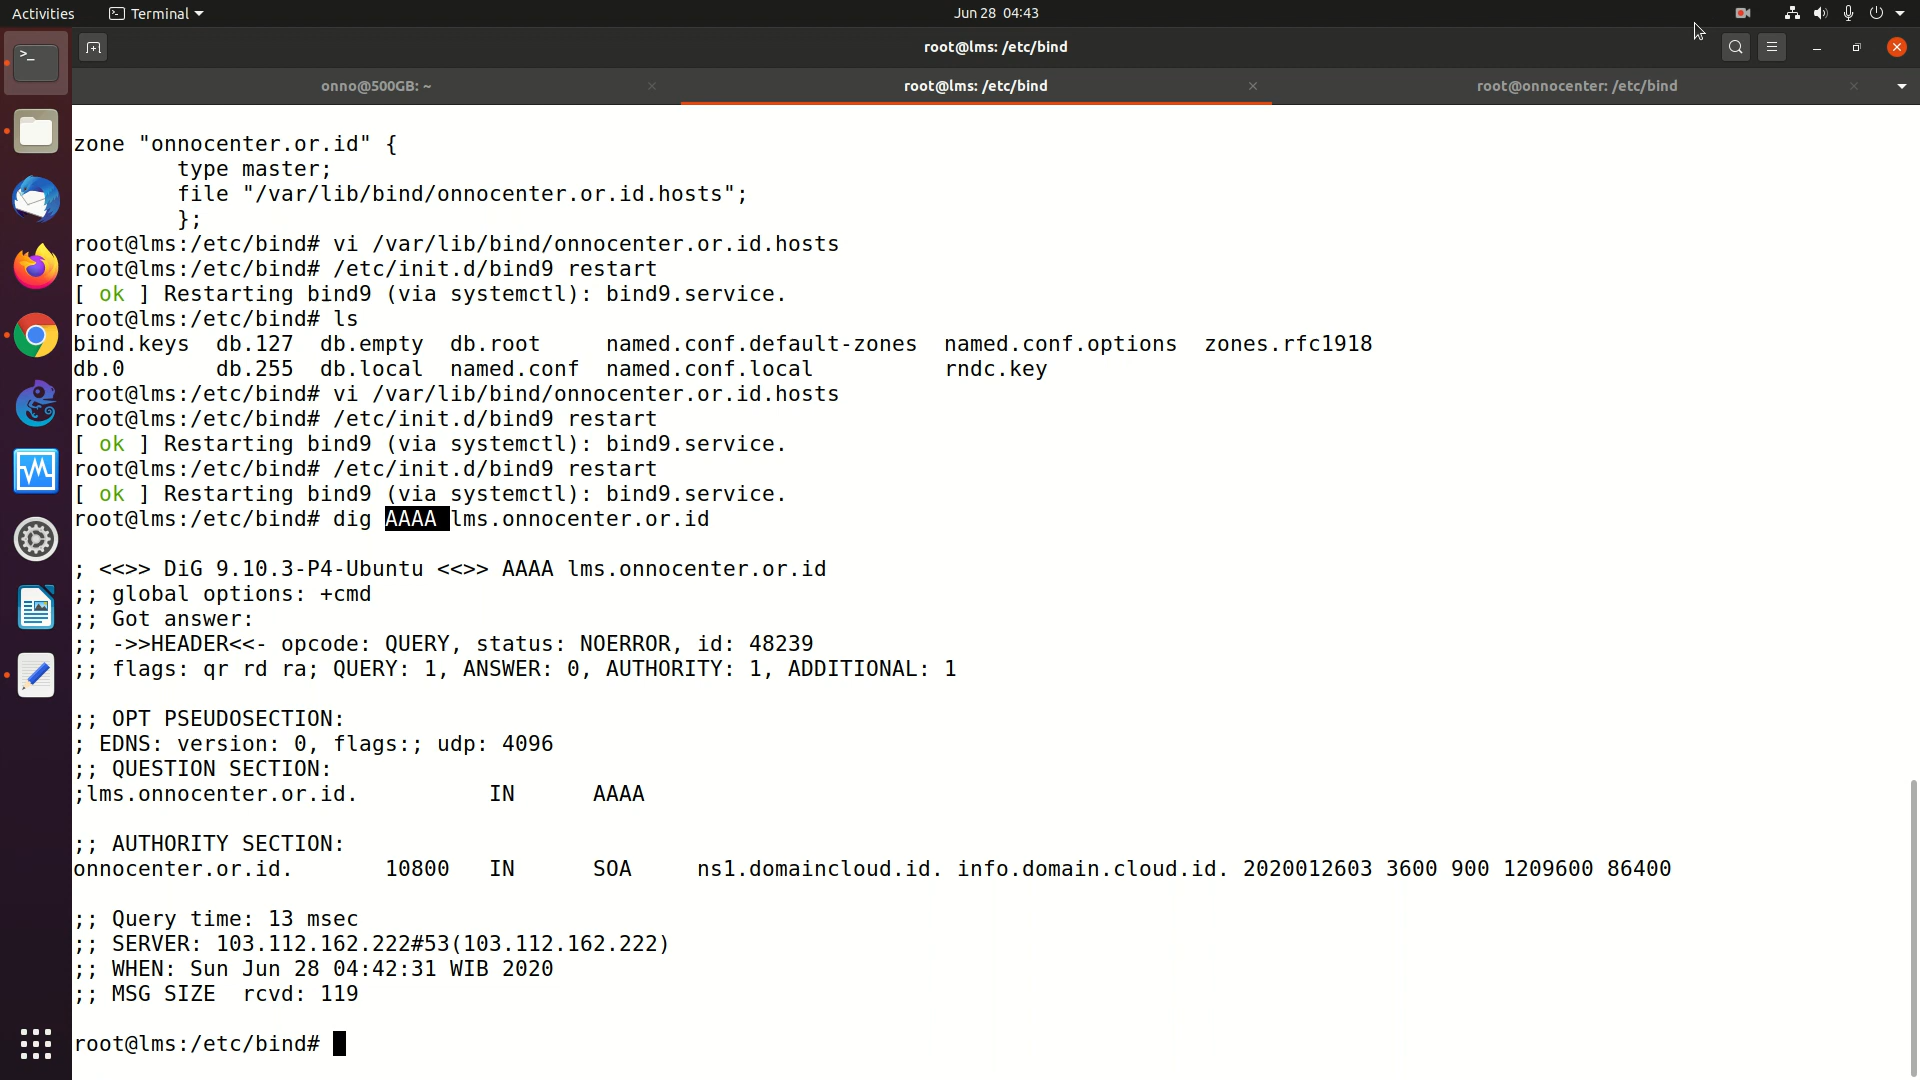 Activities
Terminal
Jun 28 04:43
root@lms: /etc/bind
onno@500GB: ~
root@lms: /etc/bind
root@onnocenter: /etc/bind
zone "onnocenter.or.id" {
        type master;
        file "/var/lib/bind/onnocenter.or.id.hosts";
        };
root@lms:/etc/bind# vi /var/lib/bind/onnocenter.or.id.hosts
root@lms:/etc/bind# /etc/init.d/bind9 restart
[ ok ] Restarting bind9 (via systemctl): bind9.service.
root@lms:/etc/bind# ls
bind.keys  db.127  db.empty  db.root     named.conf.default-zones  named.conf.options  zones.rfc1918
db.0       db.255  db.local  named.conf  named.conf.local          rndc.key
root@lms:/etc/bind# vi /var/lib/bind/onnocenter.or.id.hosts
root@lms:/etc/bind# /etc/init.d/bind9 restart
[ ok ] Restarting bind9 (via systemctl): bind9.service.
root@lms:/etc/bind# /etc/init.d/bind9 restart
[ ok ] Restarting bind9 (via systemctl): bind9.service.
root@lms:/etc/bind# dig AAAA lms.onnocenter.or.id
; <<>> DiG 9.10.3-P4-Ubuntu <<>> AAAA lms.onnocenter.or.id
;; global options: +cmd
;; Got answer:
;; ->>HEADER<<- opcode: QUERY, status: NOERROR, id: 48239
;; flags: qr rd ra; QUERY: 1, ANSWER: 0, AUTHORITY: 1, ADDITIONAL: 1
;; OPT PSEUDOSECTION:
; EDNS: version: 0, flags:; udp: 4096
;; QUESTION SECTION:
;lms.onnocenter.or.id.          IN      AAAA
;; AUTHORITY SECTION:
onnocenter.or.id.       10800   IN      SOA     ns1.domaincloud.id. info.domain.cloud.id. 2020012603 3600 900 1209600 86400
;; Query time: 13 msec
;; SERVER: 103.112.162.222#53(103.112.162.222)
;; WHEN: Sun Jun 28 04:42:31 WIB 2020
;; MSG SIZE  rcvd: 119
root@lms:/etc/bind#